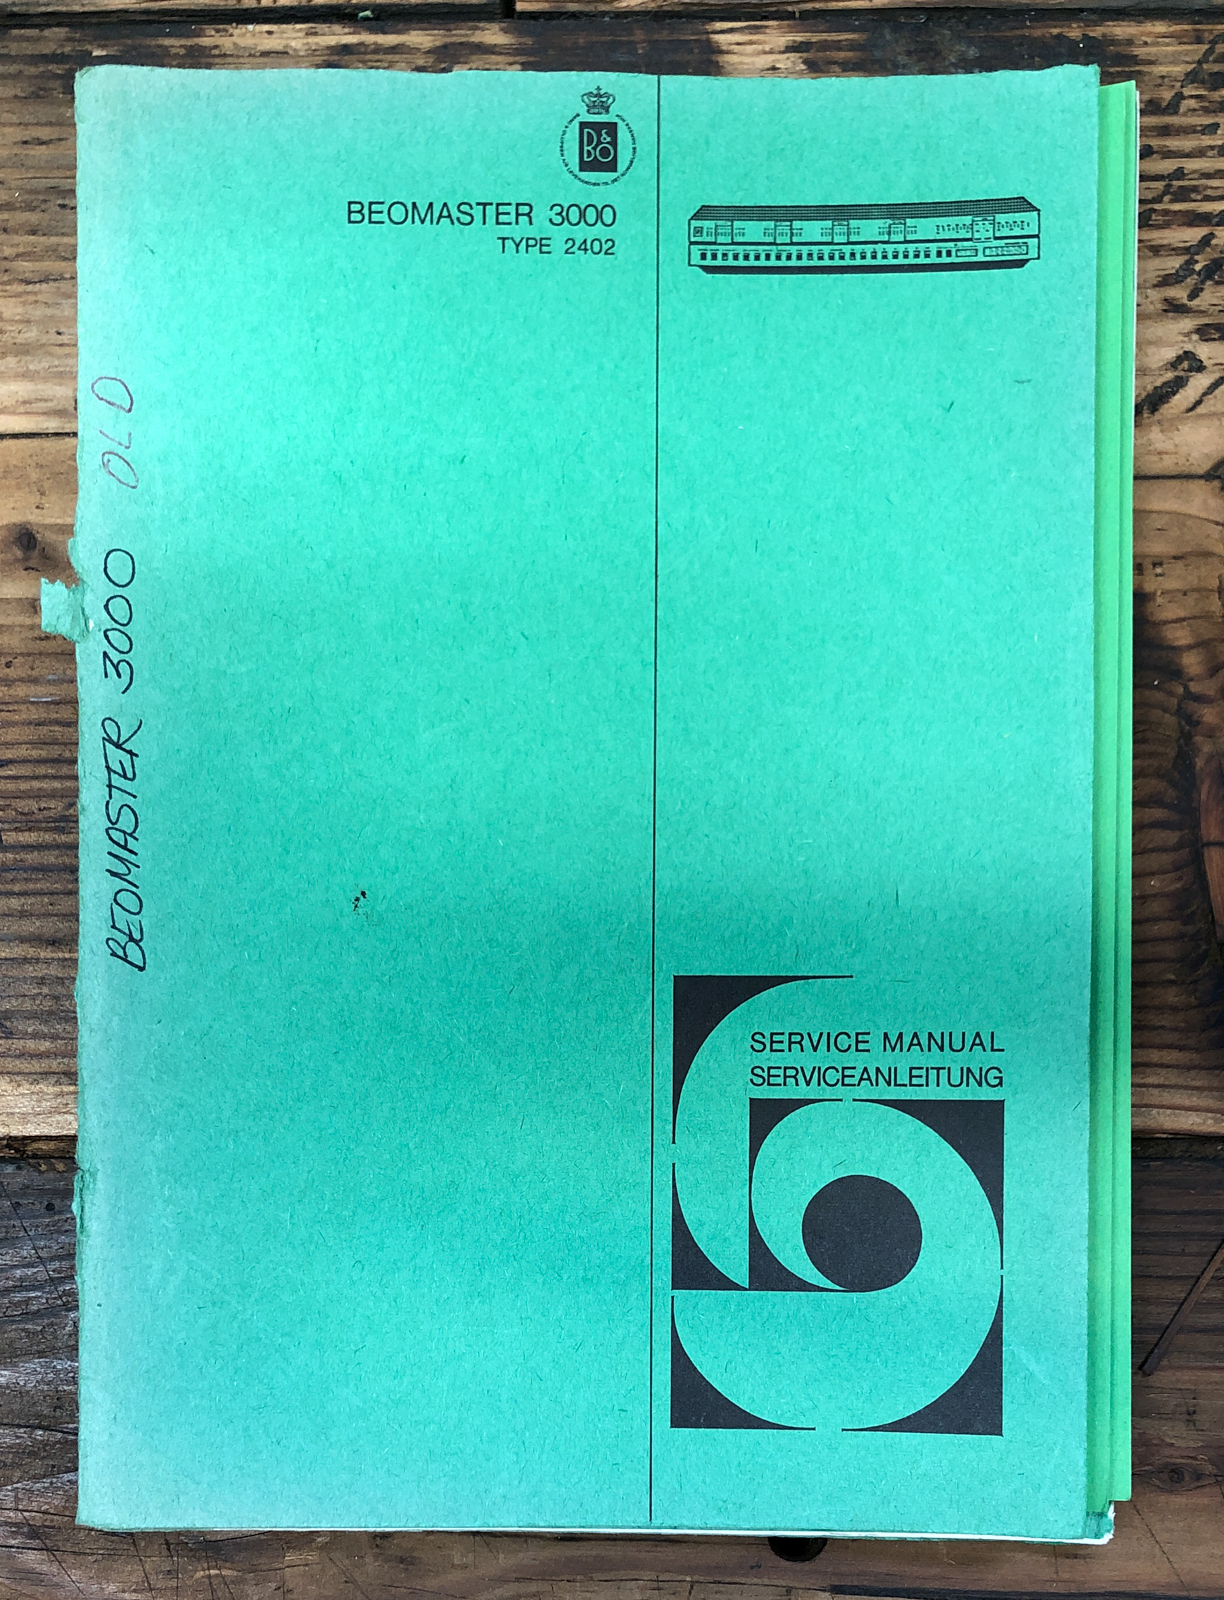 B&O
BEOMASTER 3000
TYPE 2402
BEOMASTER 3000 OLD
SERVICE MANUAL
SERVICEANLEITUNG